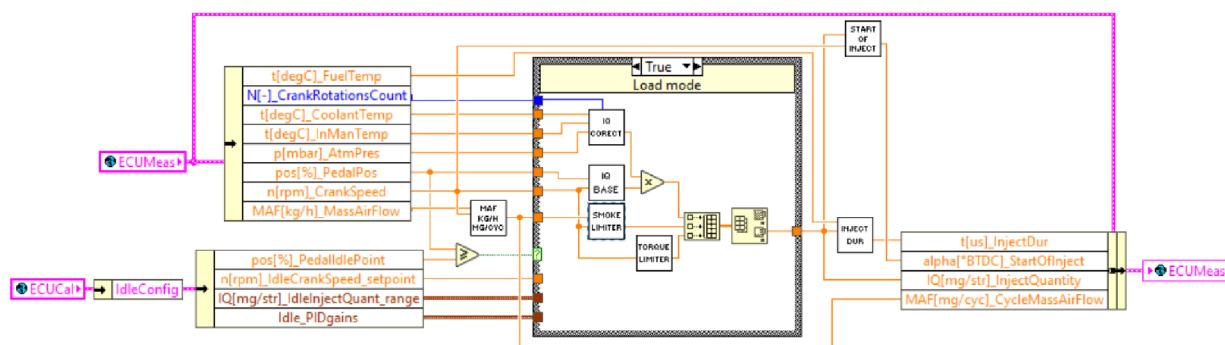 START
OF
INJECT
True
Load mode
t[degC]_FuelTemp
N[-]_CrankRotationsCount
t[degC]_CoolantTemp
t[degC]_InManTemp
p[mbar]_AtmPres
pos[%]_PedalPos
n[rpm]_CrankSpeed
MAF[kg/h]_MassAirFlow
ECUMeas
IQ
CORECT
IQ
BASE
x
MAF
KG/H
MG/CYC
SMOKE
LIMITER
TORQUE
LIMITER
INJECT
DUR
pos[%]_PedalIdlePoint
n[rpm]_IdleCrankSpeed_setpoint
IQ[mg/str]_IdleInjectQuant_range
Idle_PIDgains
ECUCal
IdleConfig
≥
t[us]_InjectDur
alpha[°BTDC]_StartOfInject
IQ[mg/str]_InjectQuantity
MAF[mg/cyc]_CycleMassAirFlow
ECUMeas